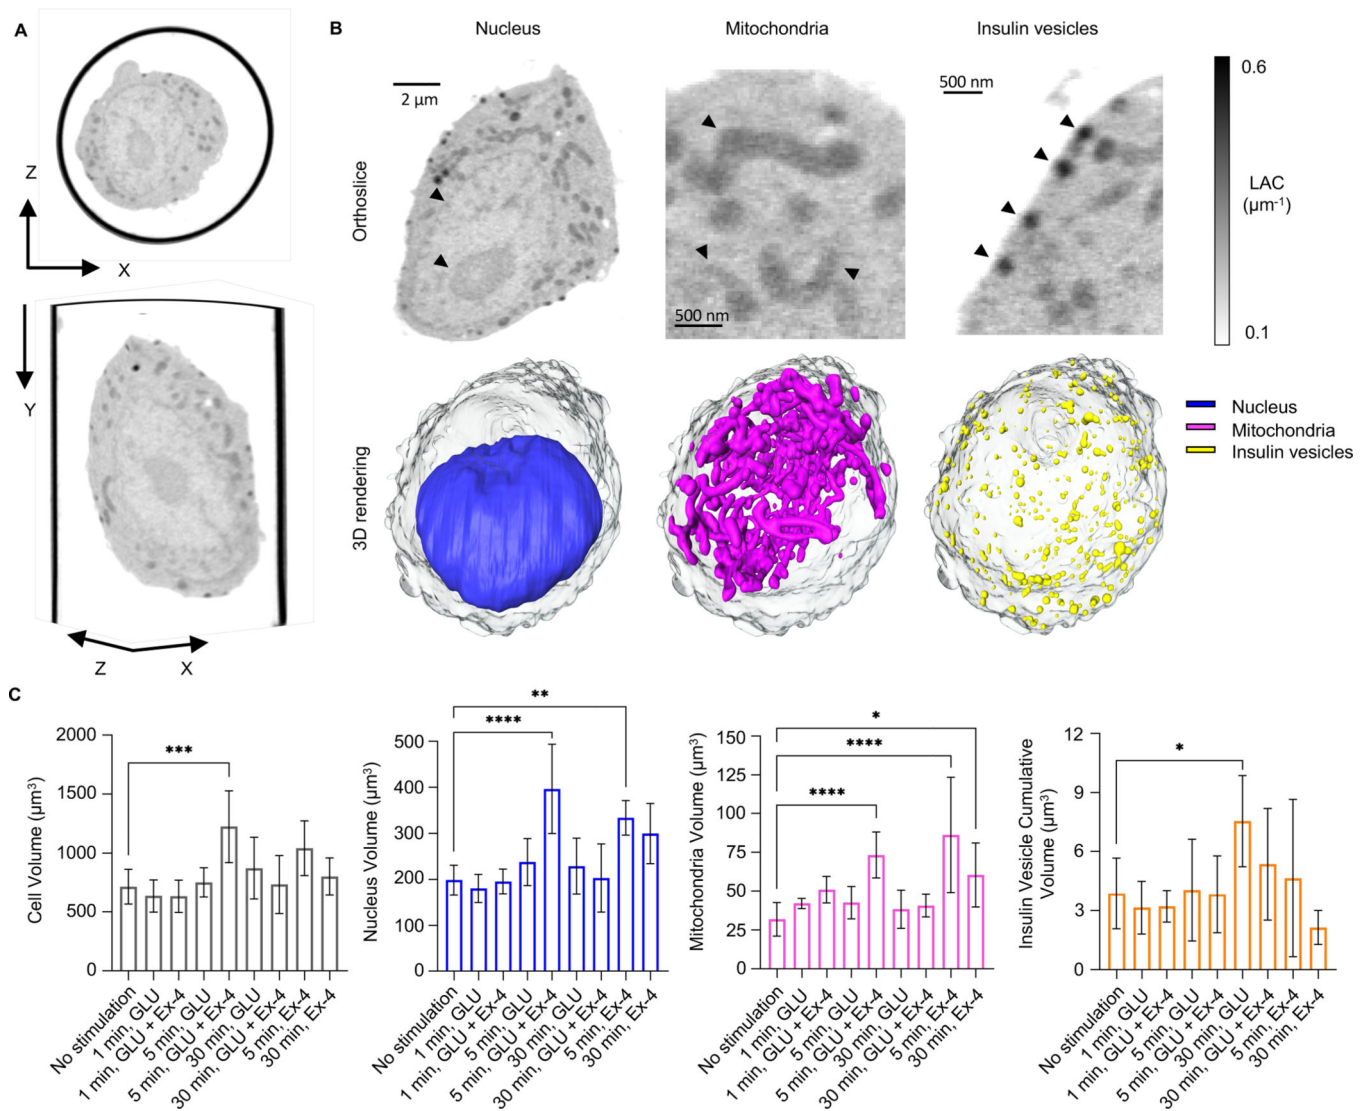 A
Z
X
Y
Z
X
B
Nucleus
Mitochondria
Insulin vesicles
Orthoslice
2 μm
500 nm
500 nm
0.6
LAC
(μm⁻¹)
0.1
3D rendering
Nucleus
Mitochondria
Insulin vesicles
C
Cell Volume (μm³)
2000
1500
1000
500
0
***
No stimulation
1 min, GLU
1 min, GLU + Ex-4
5 min, GLU
5 min, GLU + Ex-4
30 min, GLU
30 min, GLU + Ex-4
5 min, Ex-4
30 min, Ex-4
Nucleus Volume (μm³)
500
400
300
200
100
0
**
****
No stimulation
1 min, GLU
1 min, GLU + Ex-4
5 min, GLU
5 min, GLU + Ex-4
30 min, GLU
30 min, GLU + Ex-4
5 min, Ex-4
30 min, Ex-4
Mitochondria Volume (μm³)
150
125
100
75
50
25
0
*
****
****
No stimulation
1 min, GLU
1 min, GLU + Ex-4
5 min, GLU
5 min, GLU + Ex-4
30 min, GLU
30 min, GLU + Ex-4
5 min, Ex-4
30 min, Ex-4
Insulin Vesicle Cumulative
Volume (μm³)
12
9
6
3
0
*
No stimulation
1 min, GLU
1 min, GLU + Ex-4
5 min, GLU
5 min, GLU + Ex-4
30 min, GLU
30 min, GLU + Ex-4
5 min, Ex-4
30 min, Ex-4